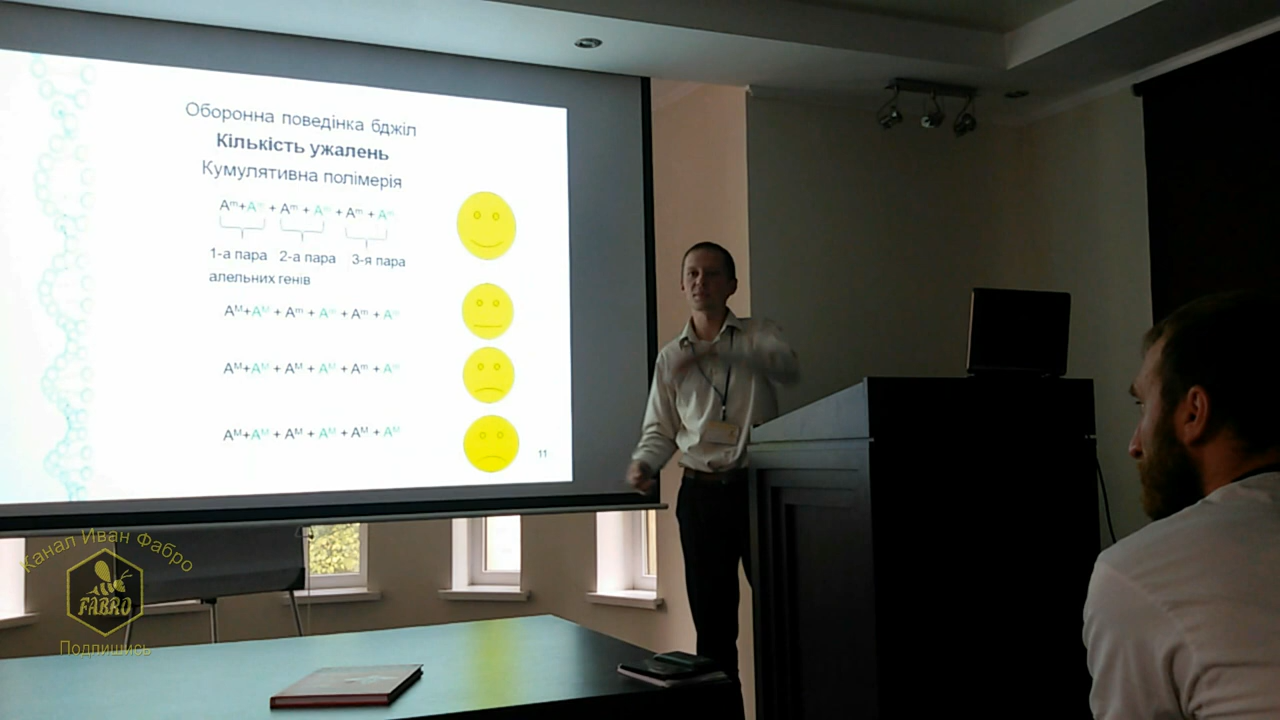 Оборонна поведінка бджіл
Кількість ужалень
Кумулятивна полімерія
Aᵐ+Aᵐ + Aᵐ + Aᵐ + Aᵐ + Aᵐ
1-а пара 2-а пара 3-я пара
алельних генів
Aᴹ+Aᴹ + Aᵐ + Aᵐ + Aᵐ + Aᵐ
Aᴹ+Aᴹ + Aᴹ + Aᴹ + Aᵐ + Aᵐ
Aᴹ+Aᴹ + Aᴹ + Aᴹ + Aᴹ + Aᴹ
11
Канал Иван Фабро
FABRO
Подпишись